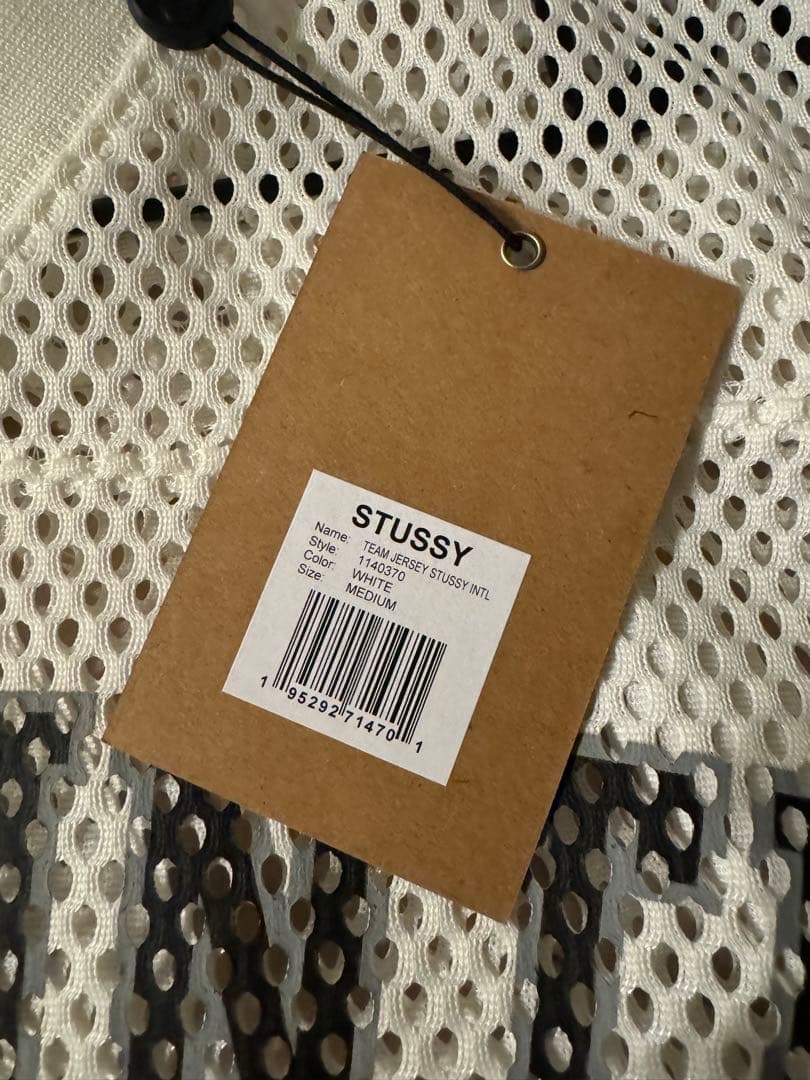 STUSSY
Name: TEAM JERSEY STUSSY INTL
Style: 1140370
Color: WHITE
Size: MEDIUM
1 95292 71470 1